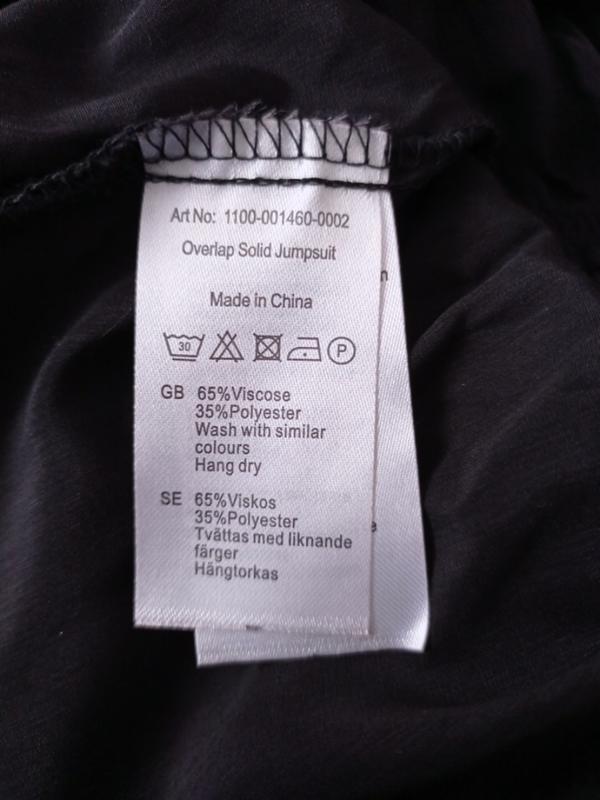 Art No: 1100-001460-0002
Overlap Solid Jumpsuit
Made in China
30
P
GB 65%Viscose
35%Polyester
Wash with similar
colours
Hang dry
SE 65%Viskos
35%Polyester
Tvättas med liknande
färger
Hängtorkas